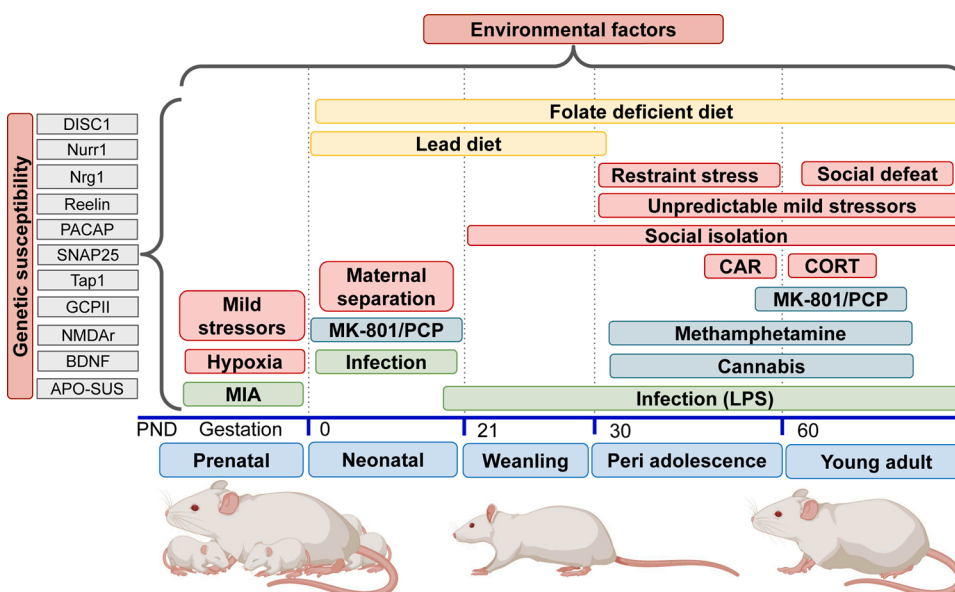 Environmental factors
Genetic susceptibility
DISC1
Nurr1
Nrg1
Reelin
PACAP
SNAP25
Tap1
GCPII
NMDAr
BDNF
APO-SUS
Folate deficient diet
Lead diet
Restraint stress
Social defeat
Unpredictable mild stressors
Social isolation
Maternal
separation
CAR
CORT
Mild
stressors
MK-801/PCP
MK-801/PCP
Methamphetamine
Hypoxia
Infection
Cannabis
MIA
Infection (LPS)
PND
Gestation
0
21
30
60
Prenatal
Neonatal
Weanling
Peri adolescence
Young adult